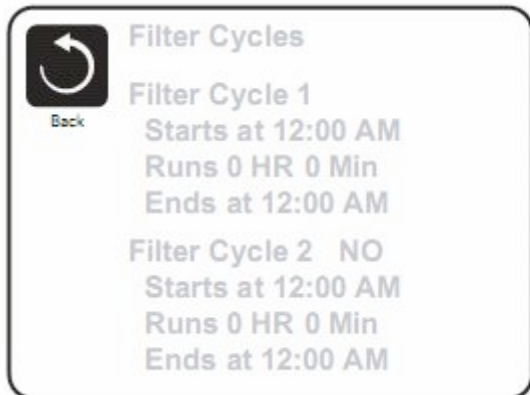 Filter Cycles
Back
Filter Cycle 1
Starts at 12:00 AM
Runs 0 HR 0 Min
Ends at 12:00 AM
Filter Cycle 2 NO
Starts at 12:00 AM
Runs 0 HR 0 Min
Ends at 12:00 AM